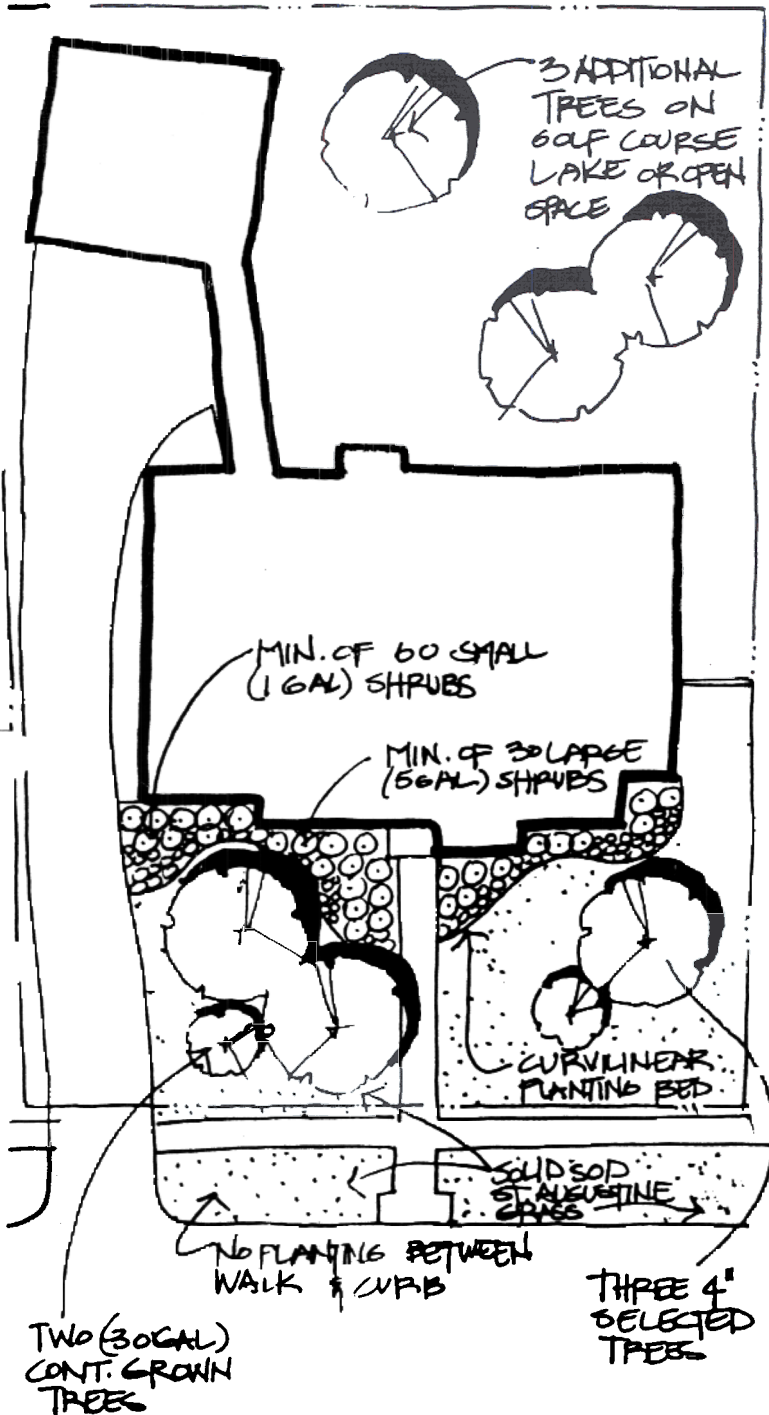 3 ADDITIONAL
TREES ON
GOLF COURSE
LAKE OR OPEN
SPACE
MIN. OF 60 SMALL
(1 GAL) SHRUBS
MIN. OF 30 LARGE
(5 GAL.) SHRUBS
CURVILINEAR
PLANTING BED
SOLID SOD
ST. AUGUSTINE
GRASS
NO PLANTING BETWEEN
WALK & CURB
THREE 4"
SELECTED
TREES
TWO (30 GAL)
CONT. GROWN
TREES